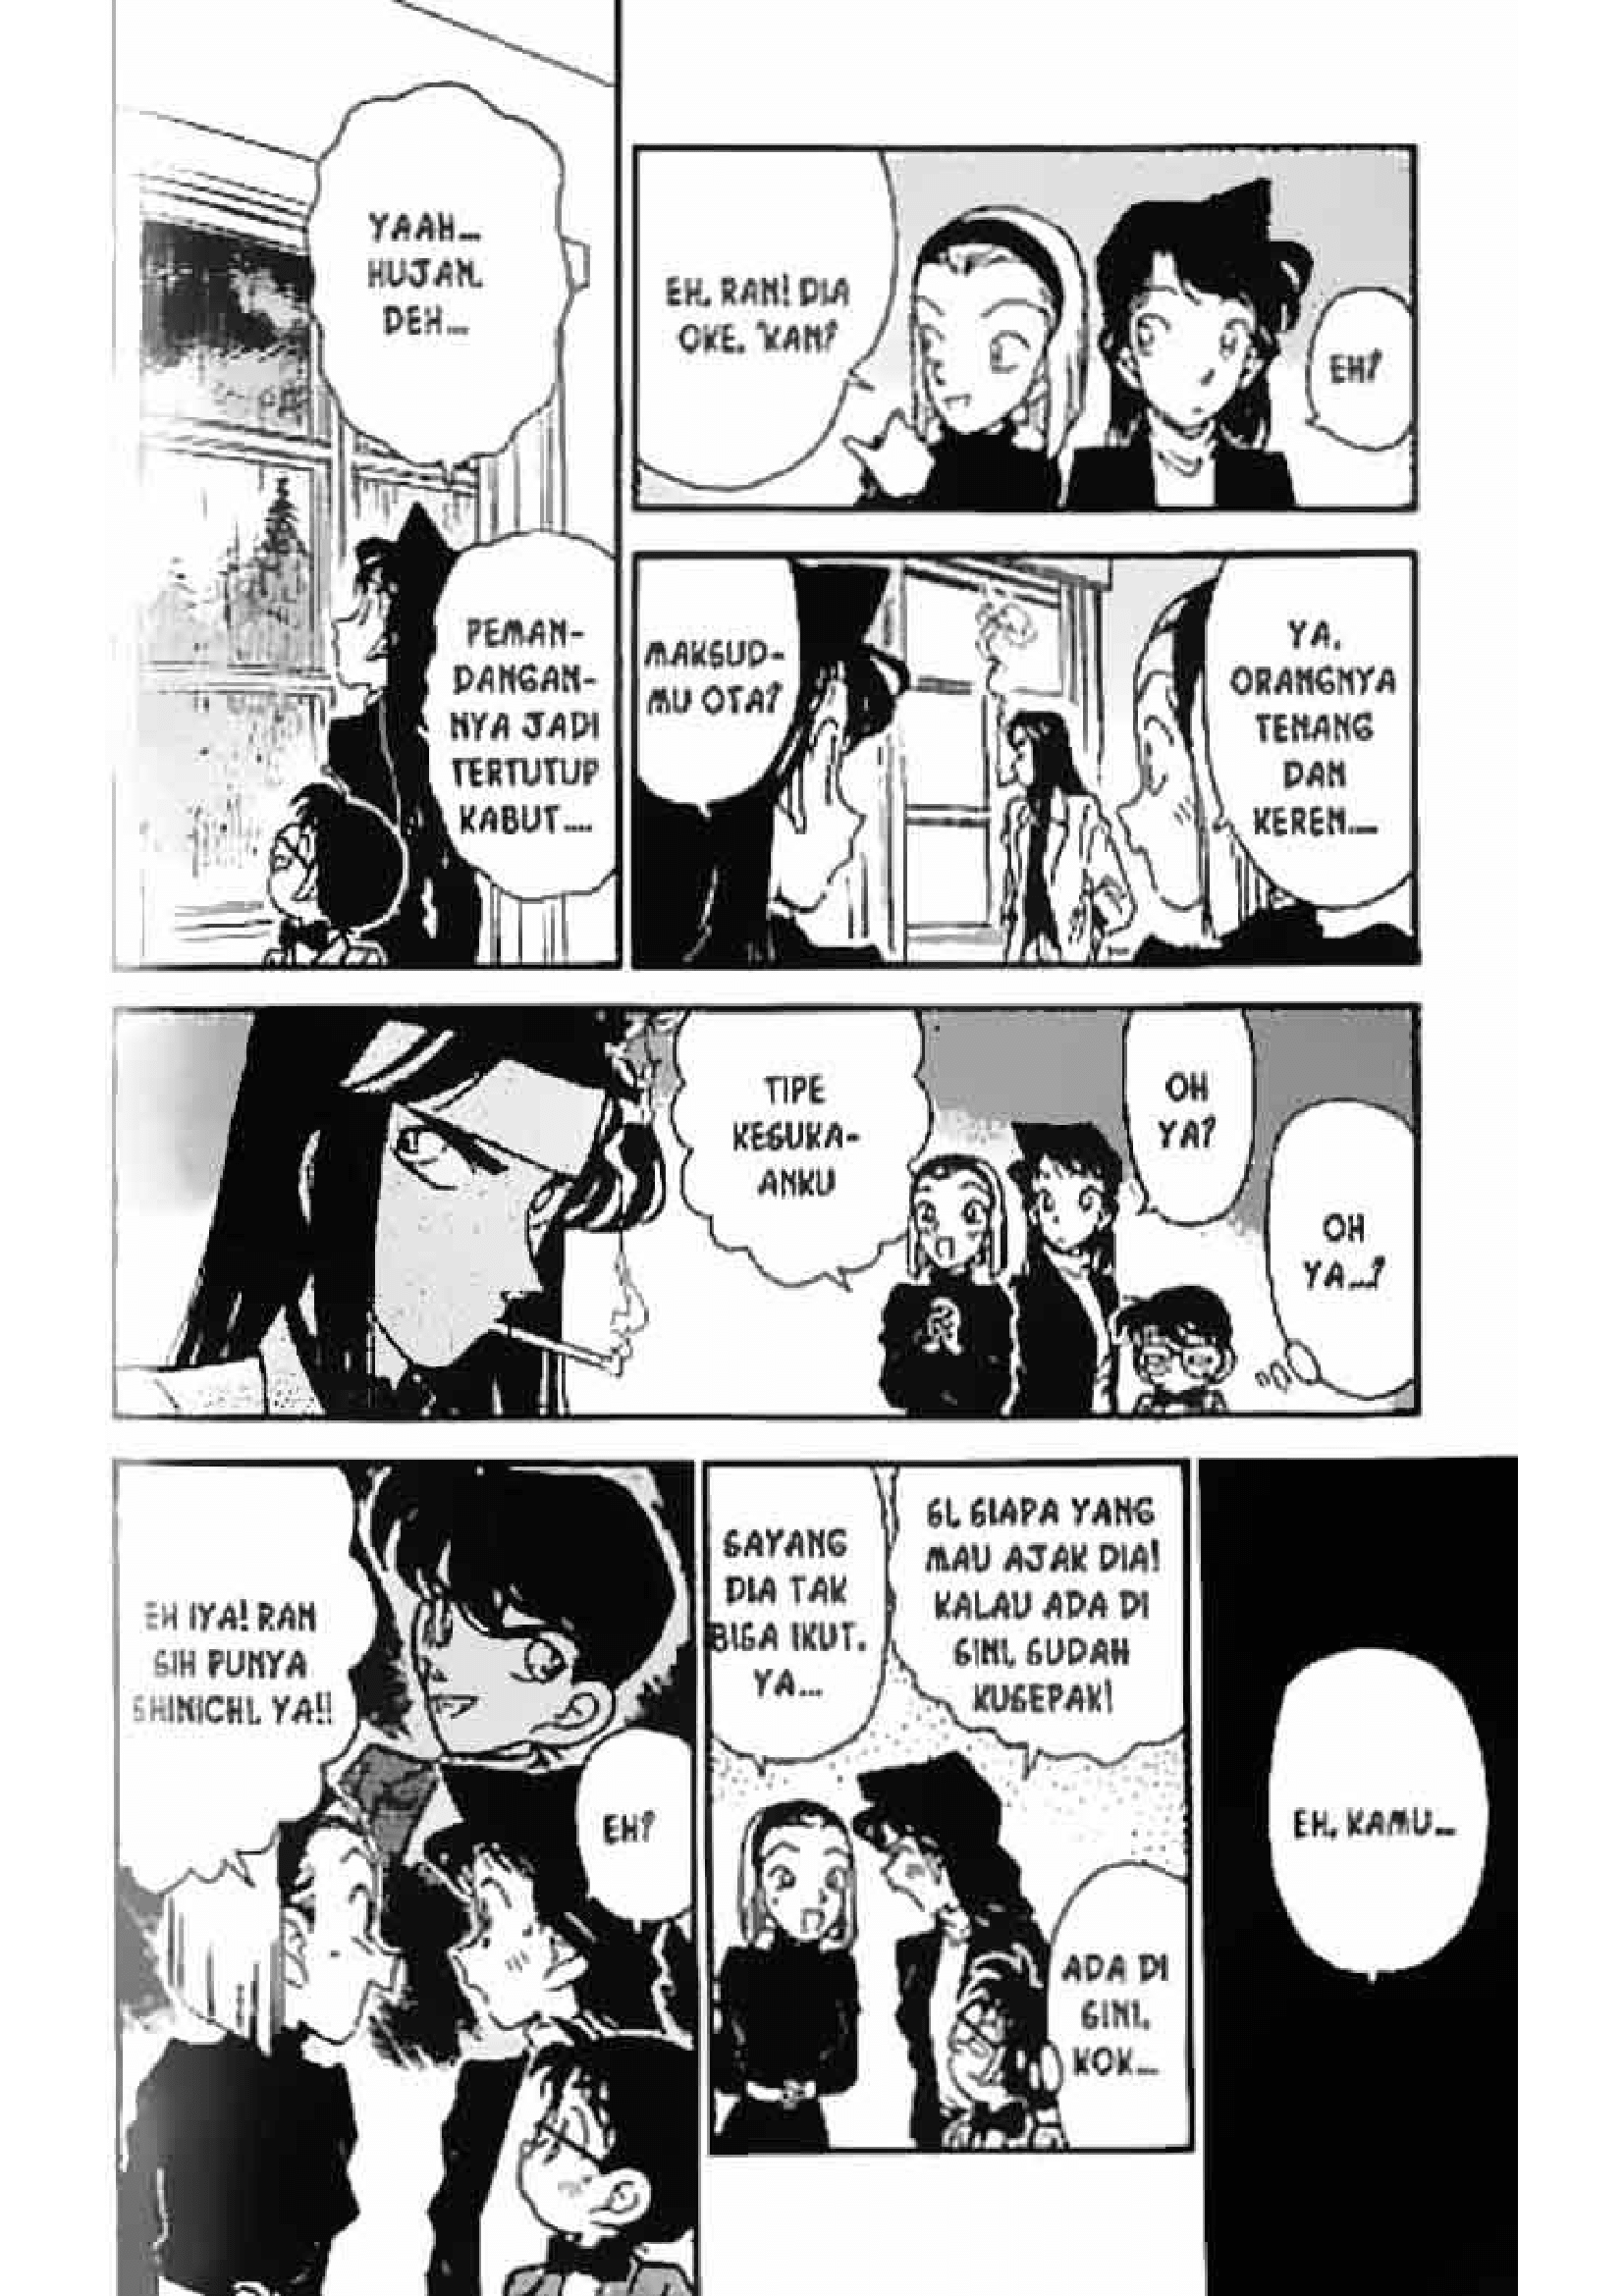 YAAH...
HUJAN,
DEH...
PEMAN-
DANGAN-
NYA JADI
TERTUTUP
KABUT....
EH, RAN! DIA
OKE, 'KAN?
EH?
MAKSUD-
MU OTA?
YA,
ORANGNYA
TENANG
DAN
KEREN....
TIPE
KESUKA-
ANKU
OH
YA?
OH
YA...?
EH IYA! RAN
SIH PUNYA
SHINICHI, YA!!
EH?
SAYANG
DIA TAK
BISA IKUT,
YA...
SI, SIAPA YANG
MAU AJAK DIA!
KALAU ADA DI
SINI, SUDAH
KUSEPAK!
ADA DI
SINI,
KOK...
EH, KAMU...